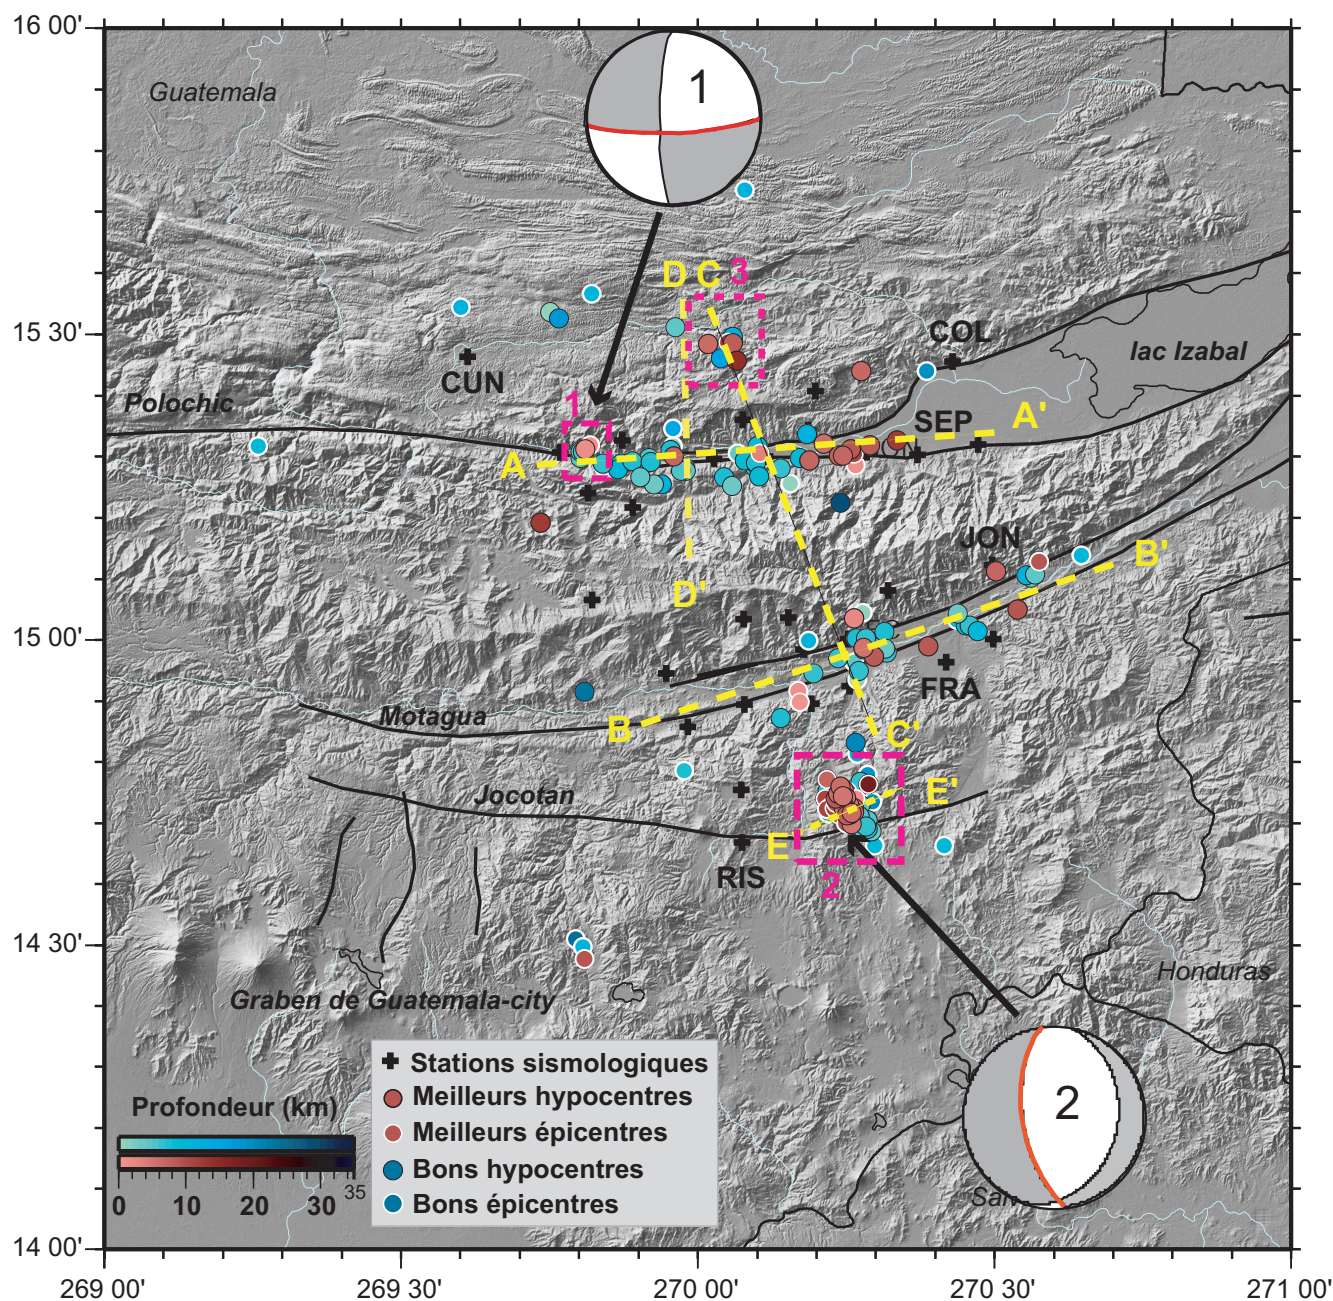 16 00'
15 30'
15 00'
14 30'
14 00'
269 00'
269 30'
270 00'
270 30'
271 00'
Guatemala
1
D
C
3
COL
lac Izabal
CUN
Polochic
1
SEP
A'
A
JON
B'
D'
FRA
Motagua
B
C'
Jocotan
E'
E
RIS
2
Honduras
Graben de Guatemala-city
Stations sismologiques
Meilleurs hypocentres
Meilleurs épicentres
Bons hypocentres
Bons épicentres
Profondeur (km)
0
10
20
30
35
2
San